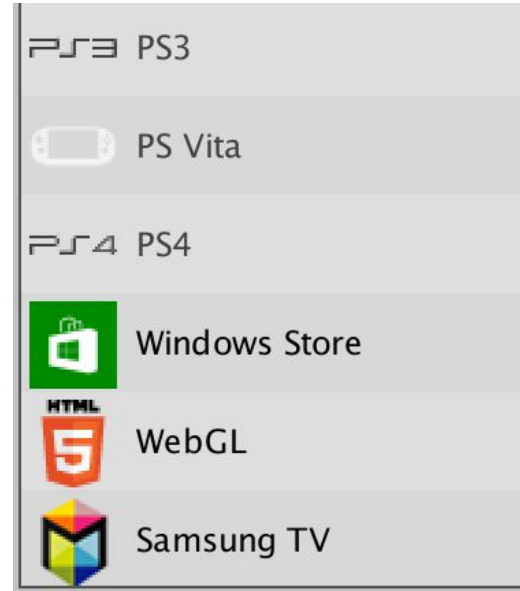 PS3 PS3
PS Vita
PS4 PS4
Windows Store
HTML
5
WebGL
Samsung TV